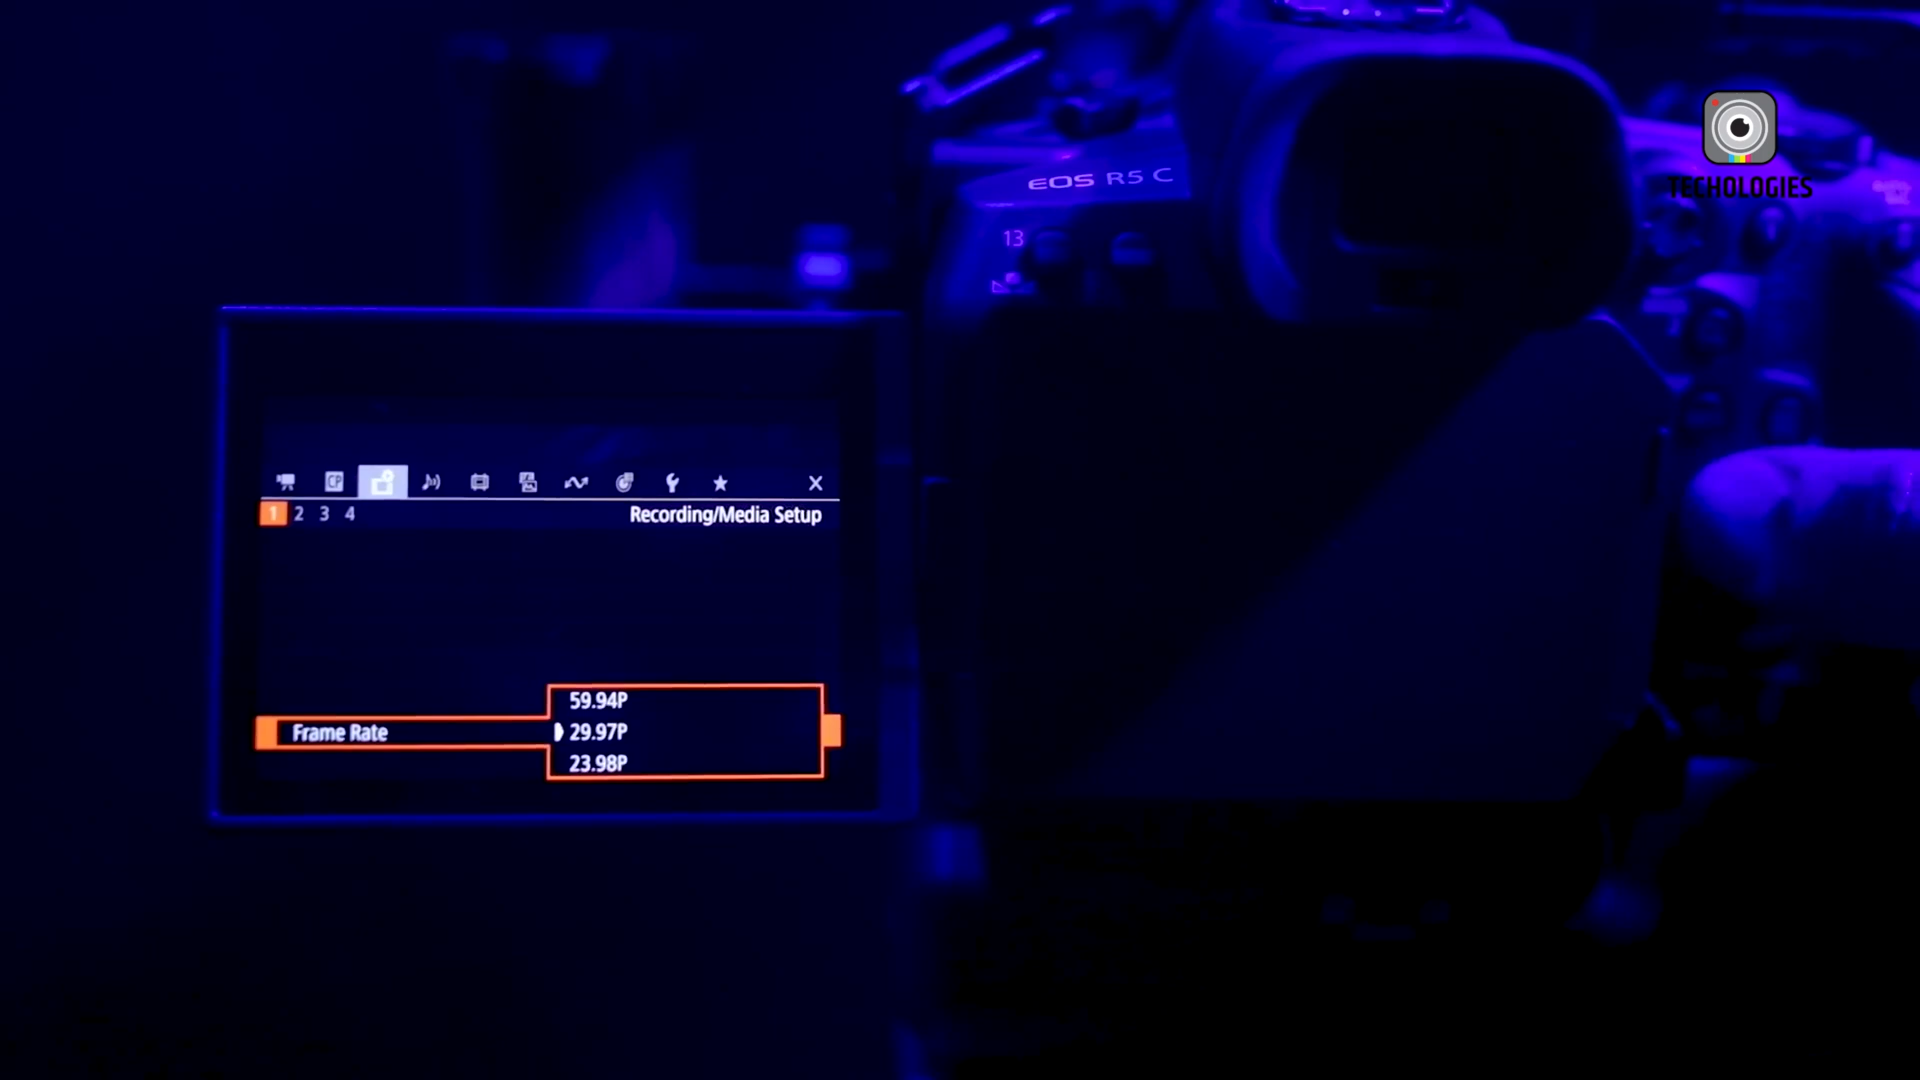 EOS R5 C
TECHOLOGIES
13
CP
1 2 3 4
Recording/Media Setup
59.94P
Frame Rate
29.97P
23.98P